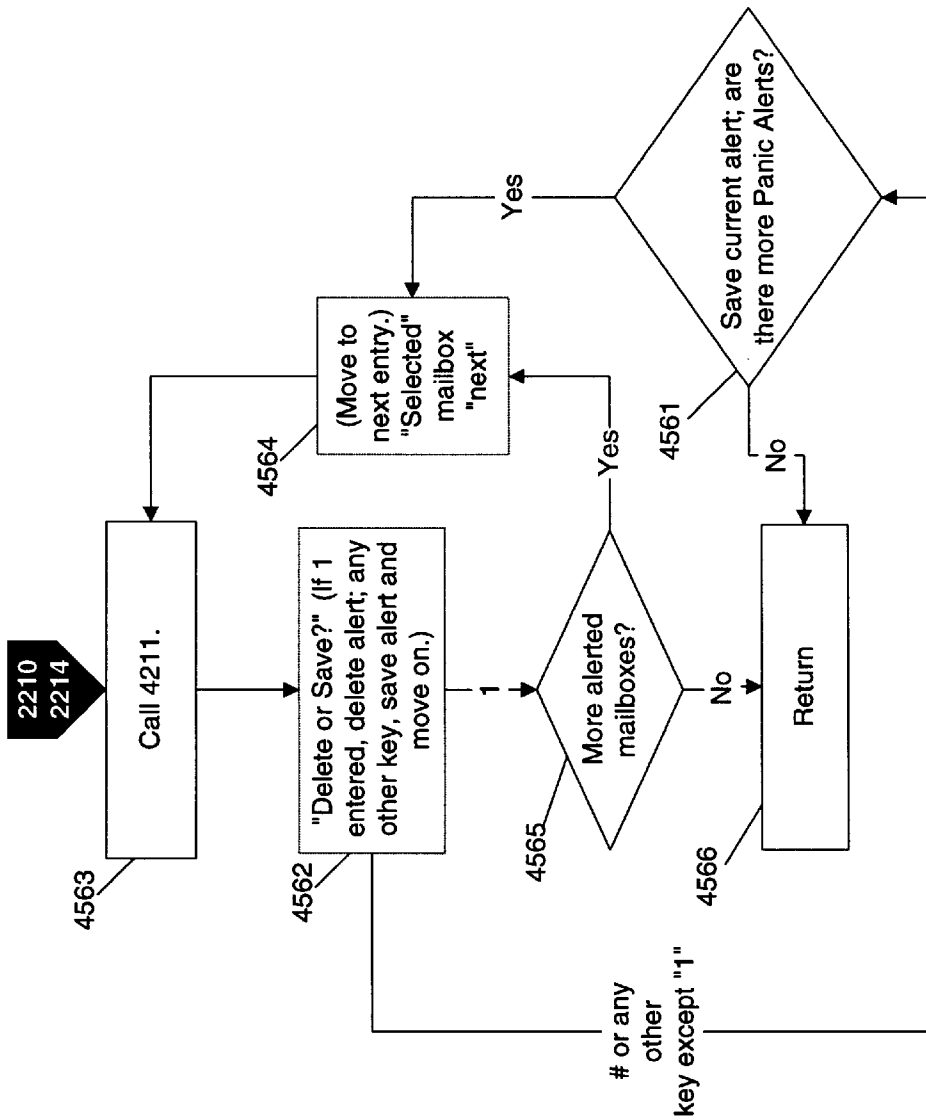 2210
2214
Call 4211.
4563
"Delete or Save?" (If 1
entered, delete alert; any
other key, save alert and
move on.)
4562
(Move to
next entry.)
"Selected"
mailbox
"next"
4564
1
More alerted
mailboxes?
4565
Yes
No
Return
4566
Save current alert; are
there more Panic Alerts?
4561
Yes
No
# or any
other
key except "1"